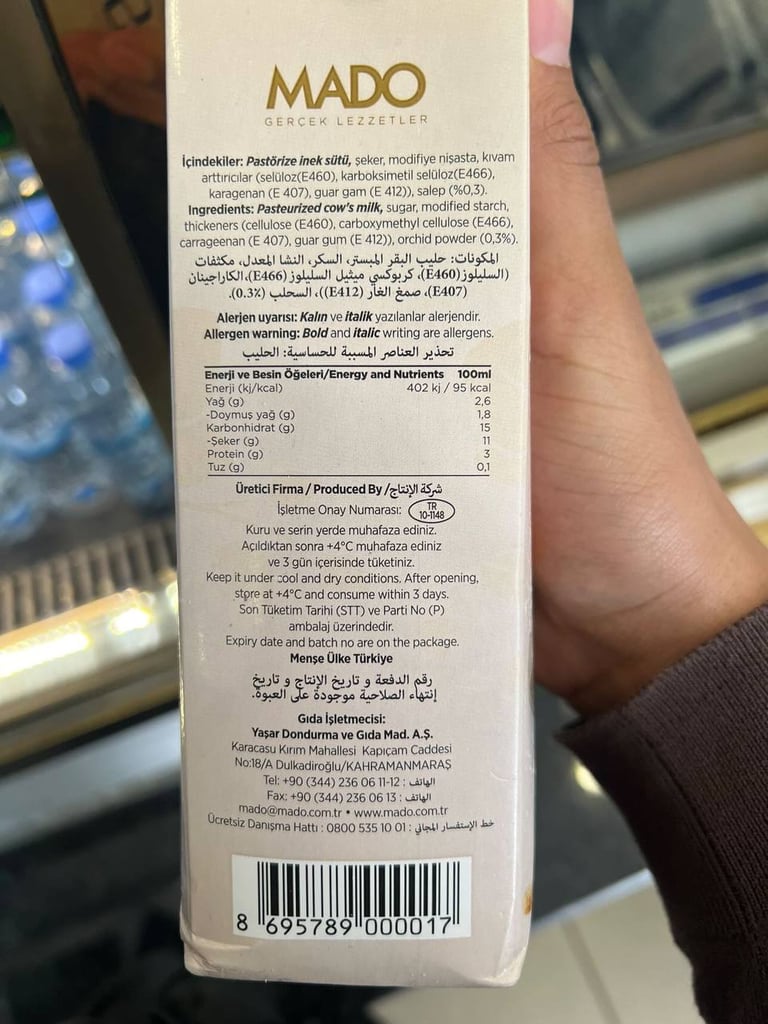 MADO
GERÇEK LEZZETLER
İçindekiler: Pastörize inek sütü, şeker, modifiye nişasta, kıvam
arttırıcılar (selüloz(E460), karboksimetil selüloz(E466),
karagenan (E 407), guar gam (E 412)), salep (%0,3).
Ingredients: Pasteurized cow's milk, sugar, modified starch,
thickeners (cellulose (E460), carboxymethyl cellulose (E466),
carrageenan (E 407), guar gum (E 412)), orchid powder (0,3%).
المكونات: حليب البقر المبستر، السكر، النشا المعدل، مكثفات
(السليلوز(E460)، كربوكسي ميثيل السليلوز (E466)،الكاراجينان
(E407)، صمغ الغار (E412))، السحلب (0.3٪).
Alerjen uyarısı: Kalın ve italik yazılanlar alerjendir.
Allergen warning: Bold and italic writing are allergens.
تحذير العناصر المسببة للحساسية: الحليب
Enerji ve Besin Öğeleri/Energy and Nutrients 100ml
Enerji (kj/kcal) 402 kj / 95 kcal
Yağ (g) 2,6
-Doymuş yağ (g) 1,8
Karbonhidrat (g) 15
-Şeker (g) 11
Protein (g) 3
Tuz (g) 0,1
Üretici Firma / Produced By / شركة الإنتاج
İşletme Onay Numarası: TR 10-1148
Kuru ve serin yerde muhafaza ediniz.
Açıldıktan sonra +4°C muhafaza ediniz
ve 3 gün içerisinde tüketiniz.
Keep it under cool and dry conditions. After opening,
store at +4°C and consume within 3 days.
Son Tüketim Tarihi (STT) ve Parti No (P)
ambalaj üzerindedir.
Expiry date and batch no are on the package.
Menşe Ülke Türkiye
رقم الدفعة و تاريخ الإنتاج و تاريخ
إنتهاء الصلاحية موجودة على العبوة.
Gıda İşletmecisi:
Yaşar Dondurma ve Gıda Mad. A.Ş.
Karacasu Kırım Mahallesi Kapıçam Caddesi
No:18/A Dulkadiroğlu/KAHRAMANMARAŞ
Tel: +90 (344) 236 06 11-12 : الهاتف
Fax: +90 (344) 236 06 13 : الهاتف
mado@mado.com.tr • www.mado.com.tr
Ücretsiz Danışma Hattı : 0800 535 10 01 : خط الإستفسار المجاني
8 695789 000017